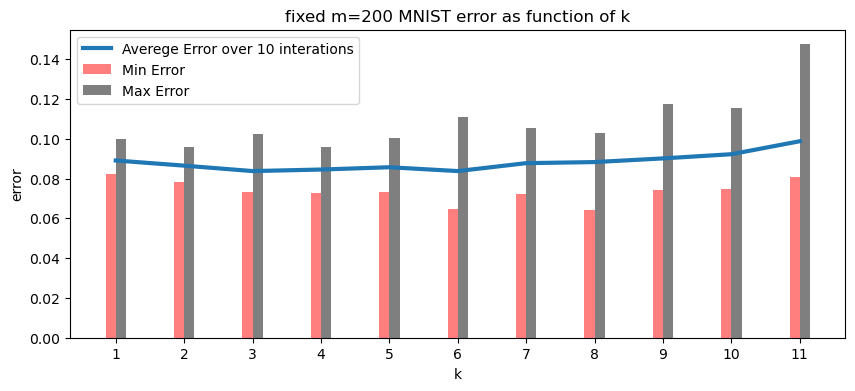 fixed m=200 MNIST error as function of k
Averege Error over 10 interations
Min Error
Max Error
0.14
0.12
0.10
0.08
0.06
0.04
0.02
0.00
error
1 2 3 4 5 6 7 8 9 10 11
k